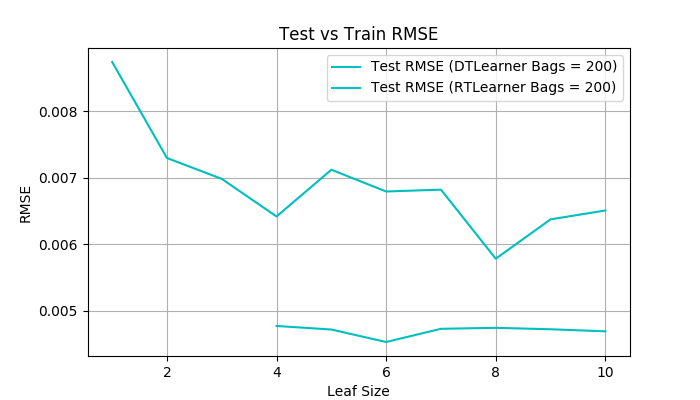 Test vs Train RMSE
Test RMSE (DTLearner Bags = 200)
Test RMSE (RTLearner Bags = 200)
RMSE
0.008
0.007
0.006
0.005
2 4 6 8 10
Leaf Size